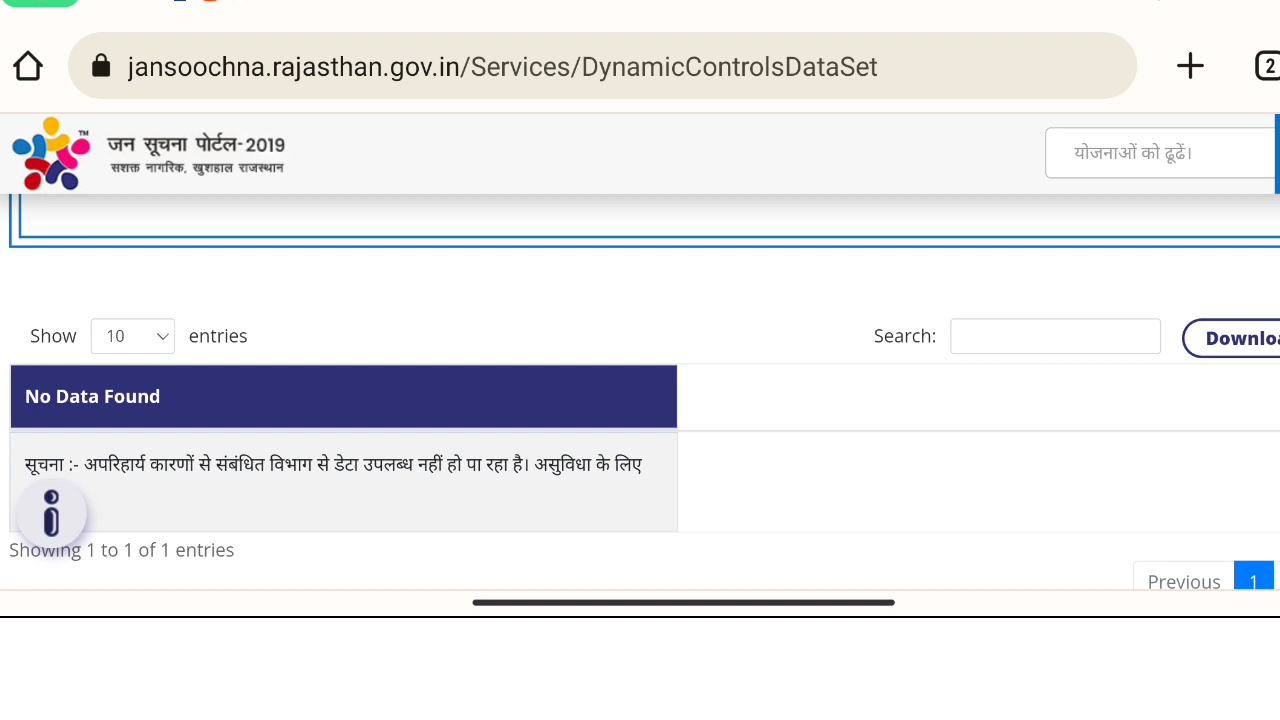 jansoochna.rajasthan.gov.in/Services/DynamicControlsDataSet
2
जन सूचना पोर्टल-2019
TM
सशक्त नागरिक, खुशहाल राजस्थान
योजनाओं को ढूढें।
Show 10 entries
Search:
Downloa
No Data Found
सूचना :- अपरिहार्य कारणों से संबंधित विभाग से डेटा उपलब्ध नहीं हो पा रहा है। असुविधा के लिए
Showing 1 to 1 of 1 entries
Previous 1